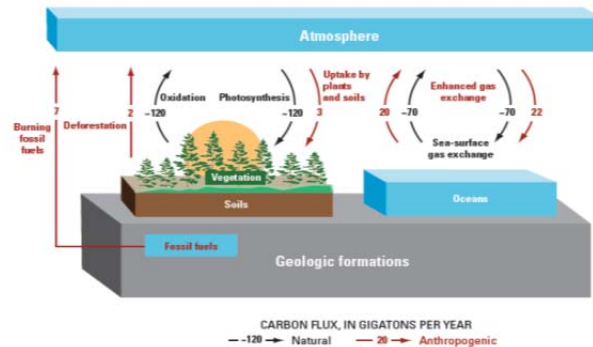 Atmosphere
Burning
fossil
fuels
7
Deforestation
2
Oxidation
~120
Photosynthesis
~120
Uptake by
plants
and soils
3
20
~70
Enhanced gas
exchange
~70
22
Sea-surface
gas exchange
Vegetation
Soils
Oceans
Fossil fuels
Geologic formations
CARBON FLUX, IN GIGATONS PER YEAR
~120 Natural
20 Anthropogenic